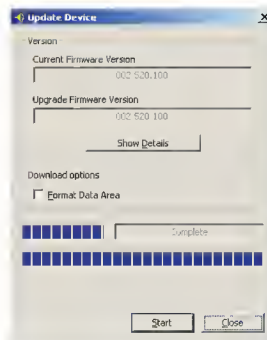 Update Device
Version
Current Firmware Version
002-520.100
Upgrade Firmware Version
002-520-100
Show Details
Download options
Format Data Area
Complete
Start
Close